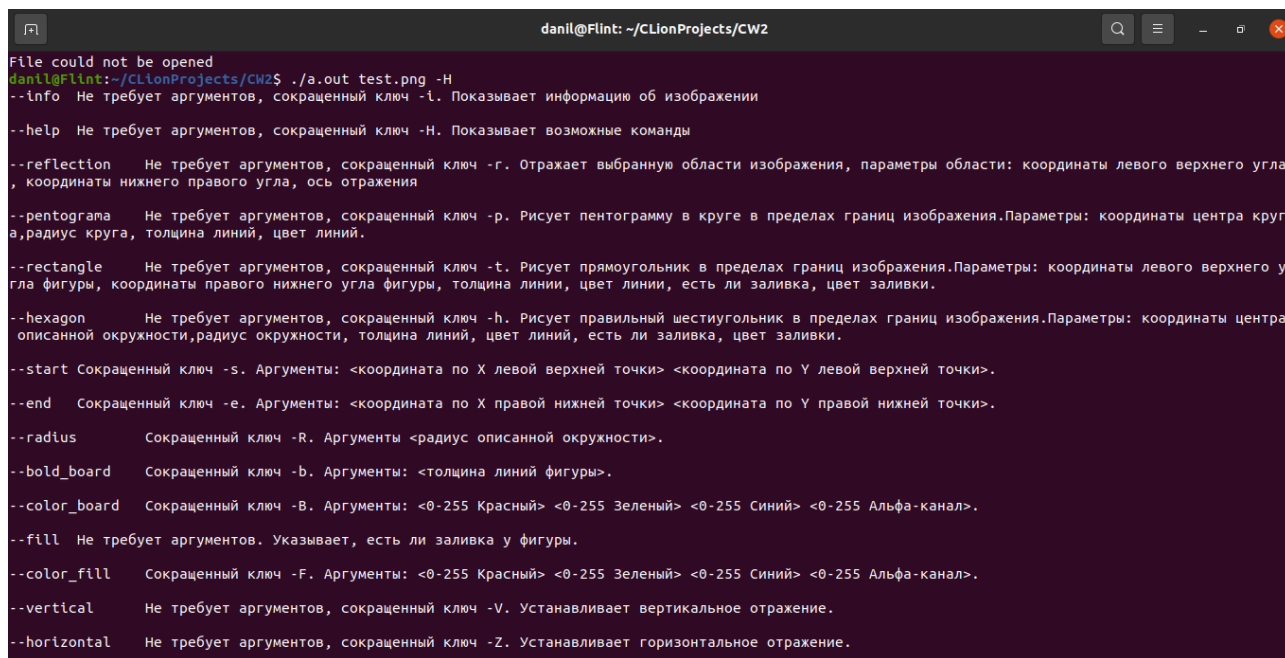 danil@Flint: ~/CLionProjects/CW2
File could not be opened
danil@Flint:~/CLionProjects/CW2$ ./a.out test.png -H
--info Не требует аргументов, сокращенный ключ -i. Показывает информацию об изображении
--help Не требует аргументов, сокращенный ключ -H. Показывает возможные команды
--reflection Не требует аргументов, сокращенный ключ -r. Отражает выбранную области изображения, параметры области: координаты левого верхнего угла
, координаты нижнего правого угла, ось отражения
--pentograma Не требует аргументов, сокращенный ключ -p. Рисует пентограмму в круге в пределах границ изображения.Параметры: координаты центра круг
а,радиус круга, толщина линий, цвет линий.
--rectangle Не требует аргументов, сокращенный ключ -t. Рисует прямоугольник в пределах границ изображения.Параметры: координаты левого верхнего у
гла фигуры, координаты правого нижнего угла фигуры, толщина линии, цвет линии, есть ли заливка, цвет заливки.
--hexagon Не требует аргументов, сокращенный ключ -h. Рисует правильный шестиугольник в пределах границ изображения.Параметры: координаты центра
описанной окружности,радиус окружности, толщина линий, цвет линий, есть ли заливка, цвет заливки.
--start Сокращенный ключ -s. Аргументы: <координата по X левой верхней точки> <координата по Y левой верхней точки>.
--end Сокращенный ключ -e. Аргументы: <координата по X правой нижней точки> <координата по Y правой нижней точки>.
--radius Сокращенный ключ -R. Аргументы <радиус описанной окружности>.
--bold_board Сокращенный ключ -b. Аргументы: <толщина линий фигуры>.
--color_board Сокращенный ключ -B. Аргументы: <0-255 Красный> <0-255 Зеленый> <0-255 Синий> <0-255 Альфа-канал>.
--fill Не требует аргументов. Указывает, есть ли заливка у фигуры.
--color_fill Сокращенный ключ -F. Аргументы: <0-255 Красный> <0-255 Зеленый> <0-255 Синий> <0-255 Альфа-канал>.
--vertical Не требует аргументов, сокращенный ключ -V. Устанавливает вертикальное отражение.
--horizontal Не требует аргументов, сокращенный ключ -Z. Устанавливает горизонтальное отражение.